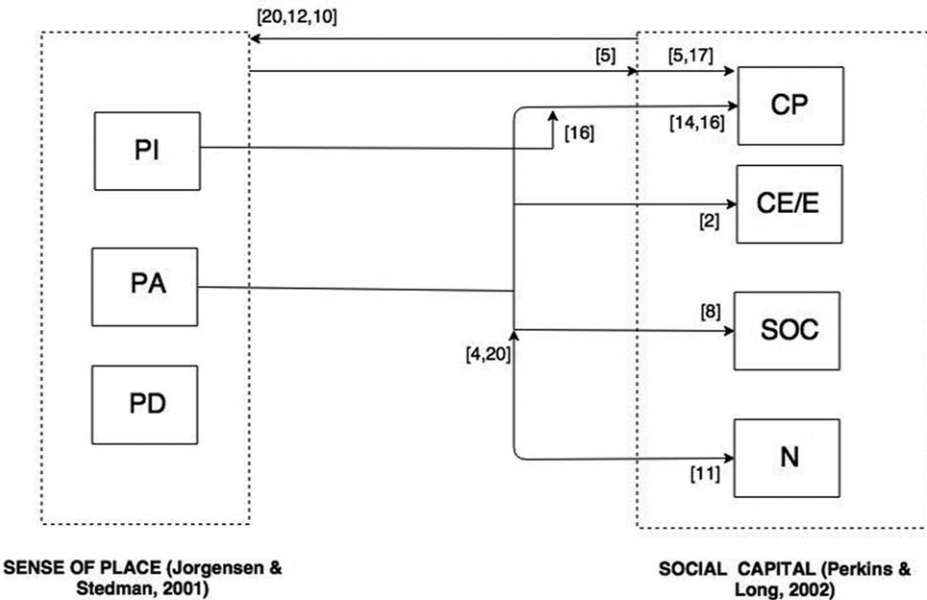 [20,12,10]
[5]
[5,17]
CP
[14,16]
[16]
PI
CE/E
[2]
PA
[8]
SOC
[4,20]
PD
N
[11]
SENSE OF PLACE (Jorgensen &
Stedman, 2001)
SOCIAL CAPITAL (Perkins &
Long, 2002)